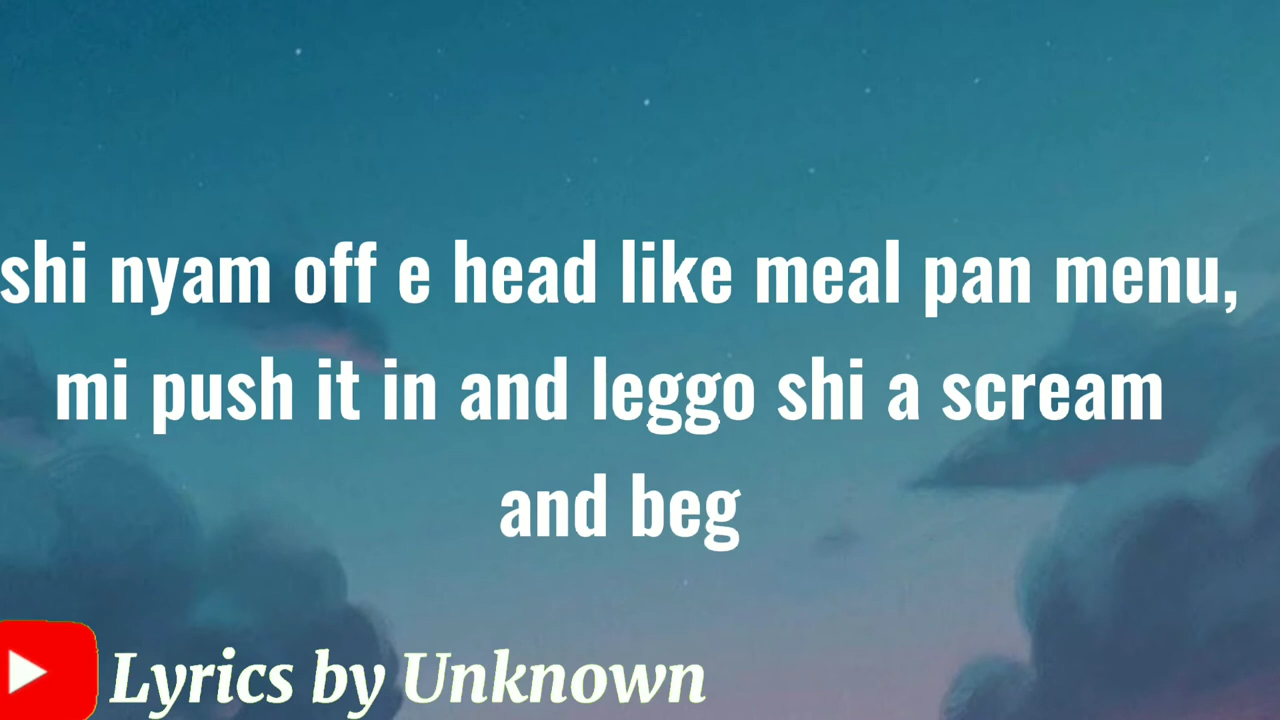 shi nyam off e head like meal pan menu,
mi push it in and leggo shi a scream
and beg
Lyrics by Unknown